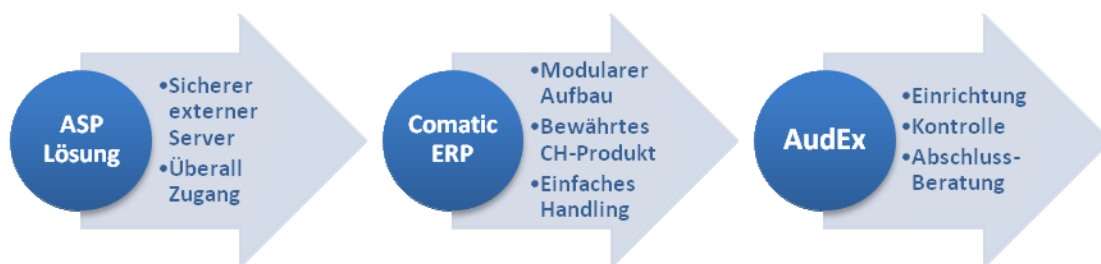 ASP
Lösung
•Sicherer
externer
Server
•Überall
Zugang
Comatic
ERP
•Modularer
Aufbau
•Bewährtes
CH-Produkt
•Einfaches
Handling
AudEx
•Einrichtung
•Kontrolle
•Abschluss-
Beratung